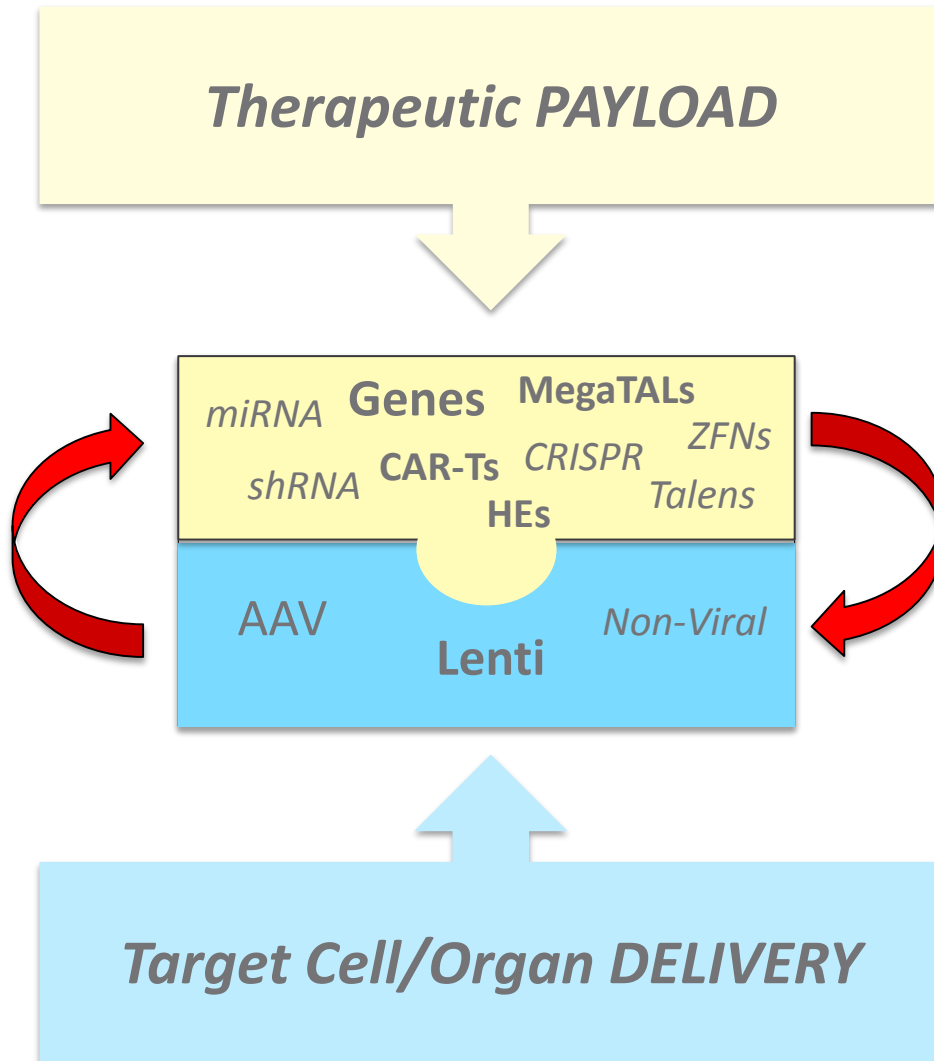 Therapeutic PAYLOAD
miRNA Genes MegaTALs
ZFNs
shRNA CAR-Ts CRISPR
Talens
HEs
AAV Non-Viral
Lenti
Target Cell/Organ DELIVERY